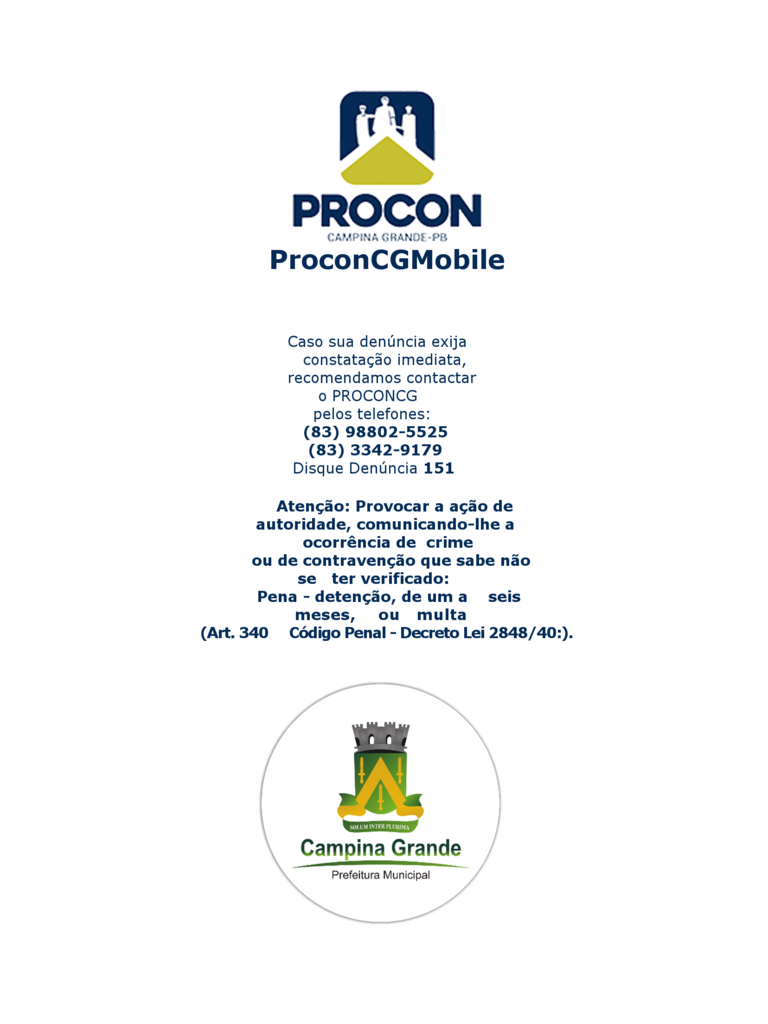 PROCON
CAMPINA GRANDE-PB
ProconCGMobile
Caso sua denúncia exija
constatação imediata,
recomendamos contactar
o PROCONCG
pelos telefones:
(83) 98802-5525
(83) 3342-9179
Disque Denúncia 151
Atenção: Provocar a ação de
autoridade, comunicando-lhe a
ocorrência de crime
ou de contravenção que sabe não
se ter verificado:
Pena - detenção, de um a seis
meses, ou multa
(Art. 340 Código Penal - Decreto Lei 2848/40:).
SOLUM INTER PLURIMA
Campina Grande
Prefeitura Municipal